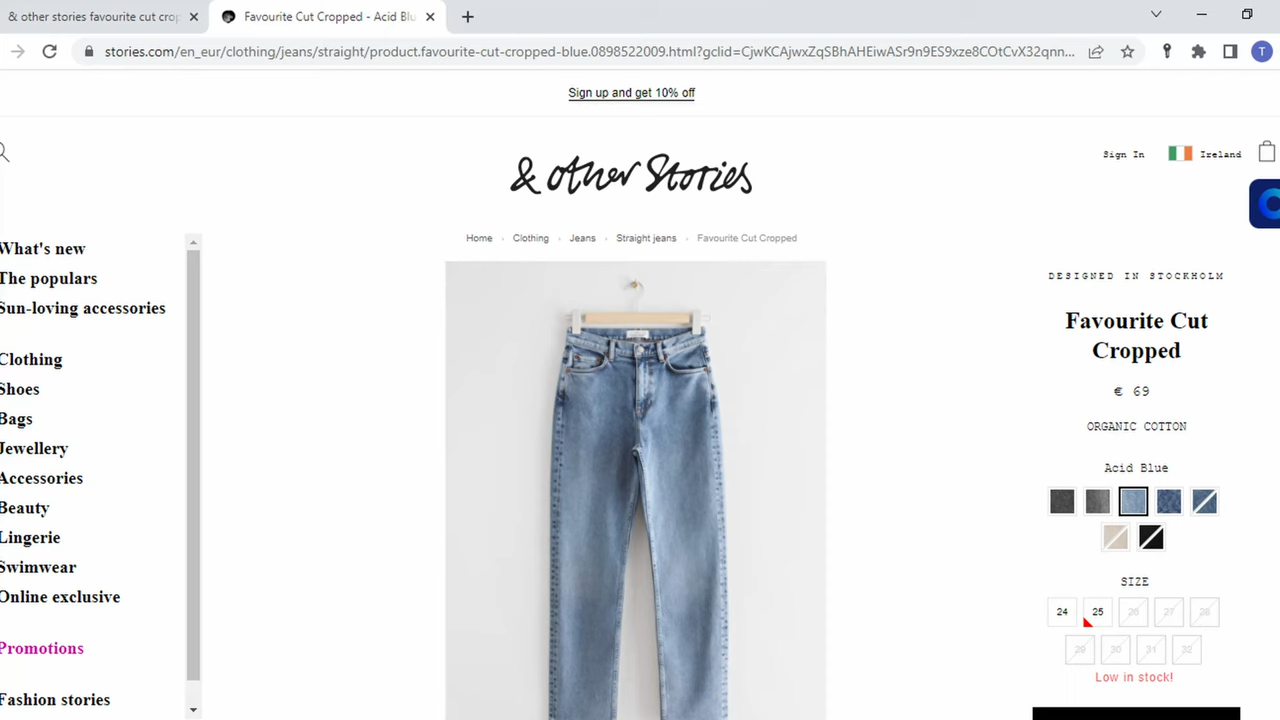 & other stories favourite cut crop
Favourite Cut Cropped - Acid Blu
stories.com/en_eur/clothing/jeans/straight/product.favourite-cut-cropped-blue.0898522009.html?gclid=CjwKCAjwxZqSBhAHEiwASr9n9ES9xze8COtCvX32qnn...
T
Sign up and get 10% off
& other Stories
Sign In
Ireland
Home › Clothing › Jeans › Straight jeans › Favourite Cut Cropped
What's new
The populars
Sun-loving accessories
Clothing
Shoes
Bags
Jewellery
Accessories
Beauty
Lingerie
Swimwear
Online exclusive
Promotions
Fashion stories
DESIGNED IN STOCKHOLM
Favourite Cut
Cropped
€ 69
ORGANIC COTTON
Acid Blue
SIZE
24 25 26 27 28
29 30 31 32
Low in stock!